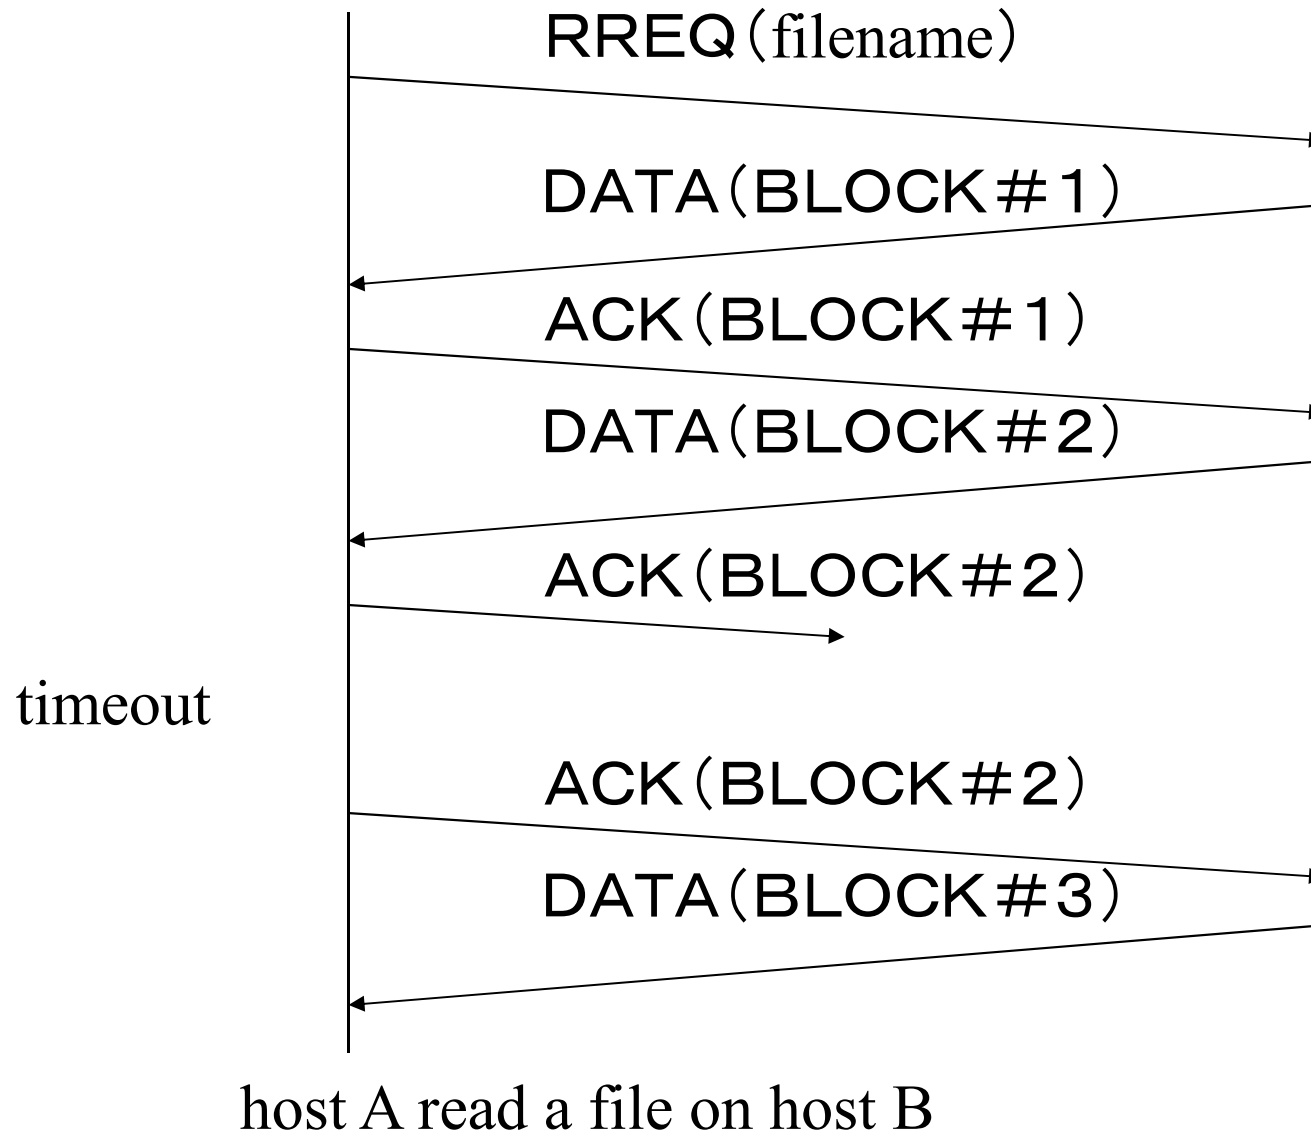 RREQ(filename)
DATA(BLOCK#1)
ACK(BLOCK#1)
DATA(BLOCK#2)
ACK(BLOCK#2)
timeout
ACK(BLOCK#2)
DATA(BLOCK#3)
host A read a file on host B